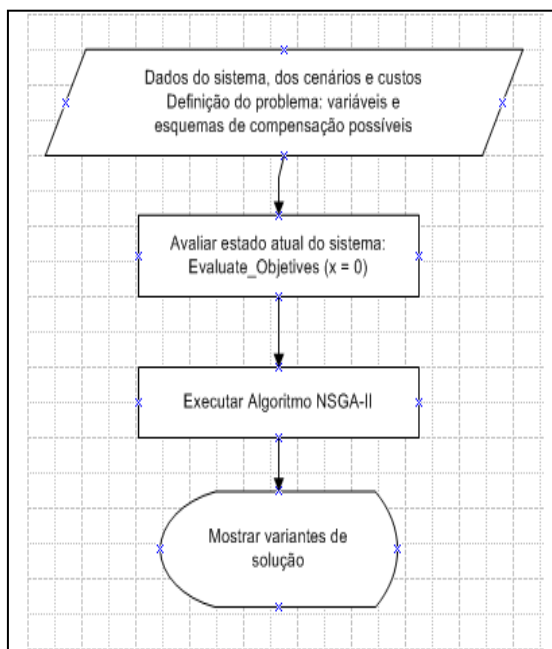 Dados do sistema, dos cenários e custos
Definição do problema: variáveis e
esquemas de compensação possíveis
Avaliar estado atual do sistema:
Evaluate_Objetives (x = 0)
Executar Algoritmo NSGA-II
Mostrar variantes de
solução